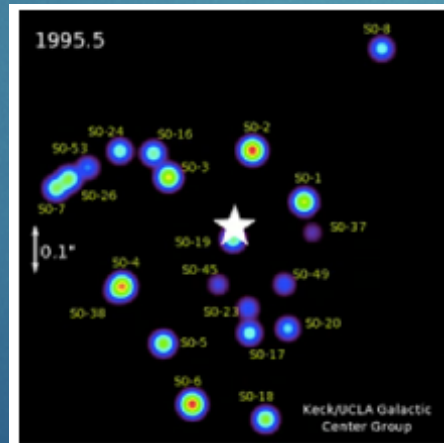 1995.5
S0-8
S0-24
S0-16
S0-2
S0-53
S0-3
S0-26
S0-7
S0-1
S0-37
S0-19
0.1"
S0-4
S0-45
S0-49
S0-38
S0-23
S0-20
S0-5
S0-17
S0-6
S0-18
Keck/UCLA Galactic
Center Group